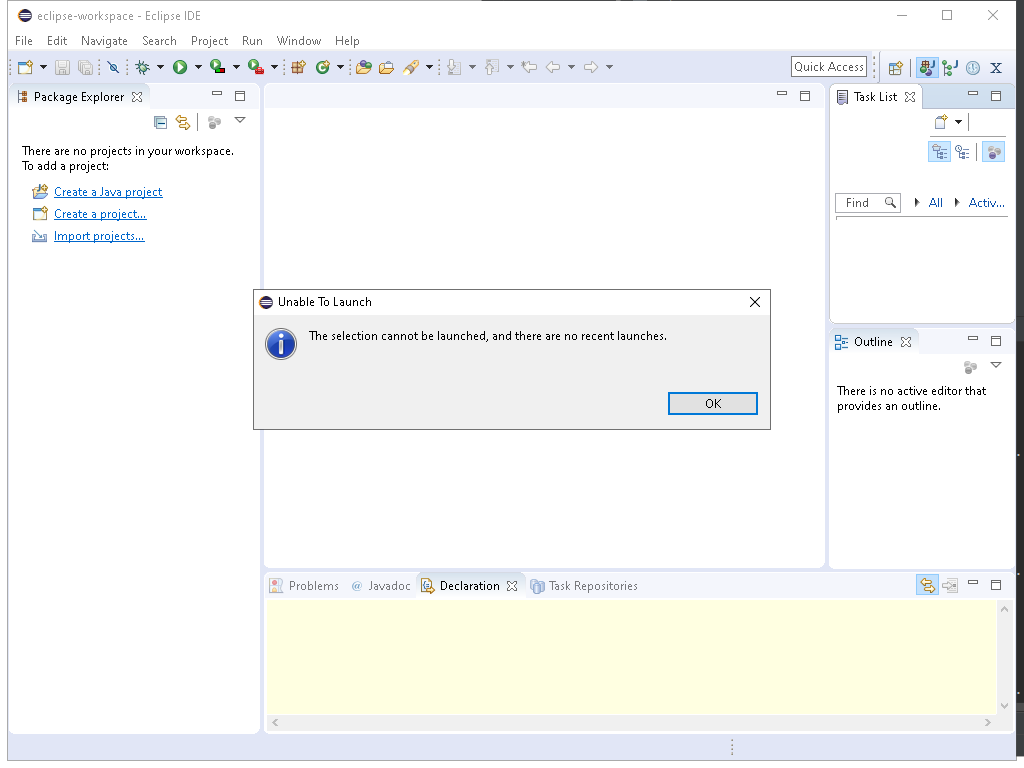 eclipse-workspace - Eclipse IDE
File Edit Navigate Search Project Run Window Help
Quick Access
Package Explorer
There are no projects in your workspace.
To add a project:
Create a Java project
Create a project...
Import projects...
Task List
Find All Activ...
Unable To Launch
The selection cannot be launched, and there are no recent launches.
OK
Outline
There is no active editor that
provides an outline.
Problems @ Javadoc Declaration Task Repositories